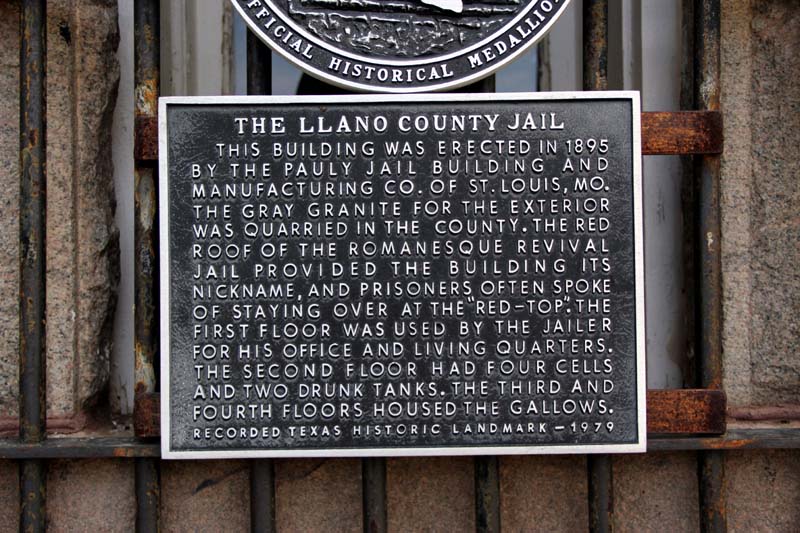 OFFICIAL HISTORICAL MEDALLION
THE LLANO COUNTY JAIL
THIS BUILDING WAS ERECTED IN 1895
BY THE PAULY JAIL BUILDING AND
MANUFACTURING CO. OF ST. LOUIS, MO.
THE GRAY GRANITE FOR THE EXTERIOR
WAS QUARRIED IN THE COUNTY. THE RED
ROOF OF THE ROMANESQUE REVIVAL
JAIL PROVIDED THE BUILDING ITS
NICKNAME, AND PRISONERS OFTEN SPOKE
OF STAYING OVER AT THE "RED-TOP". THE
FIRST FLOOR WAS USED BY THE JAILER
FOR HIS OFFICE AND LIVING QUARTERS.
THE SECOND FLOOR HAD FOUR CELLS
AND TWO DRUNK TANKS. THE THIRD AND
FOURTH FLOORS HOUSED THE GALLOWS.
RECORDED TEXAS HISTORIC LANDMARK - 1979